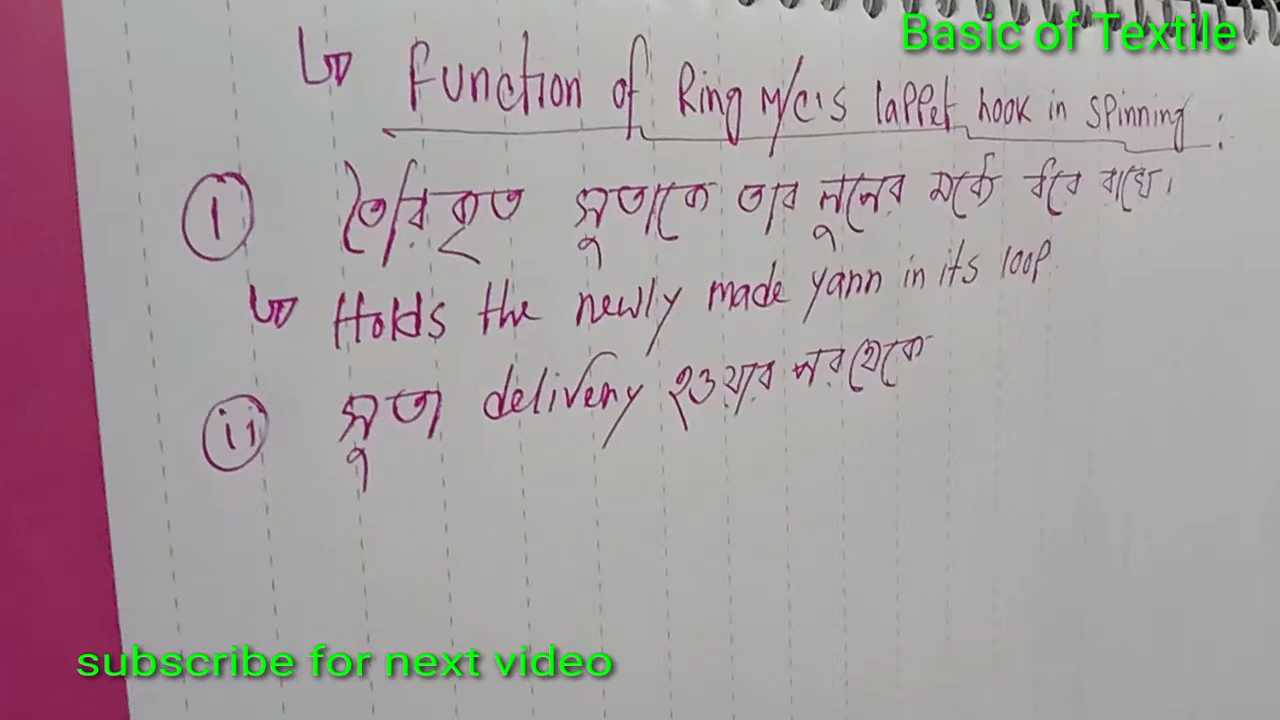 Basic of Textile
Function of Ring m/c's lappet hook in spinning :
i তৈরিকৃত সুতাকে তার লুপের মধ্যে ধরে রাখে।
Holds the newly made yarn in its loop
ii সুতা delivery হওয়ার পর থেকে
subscribe for next video